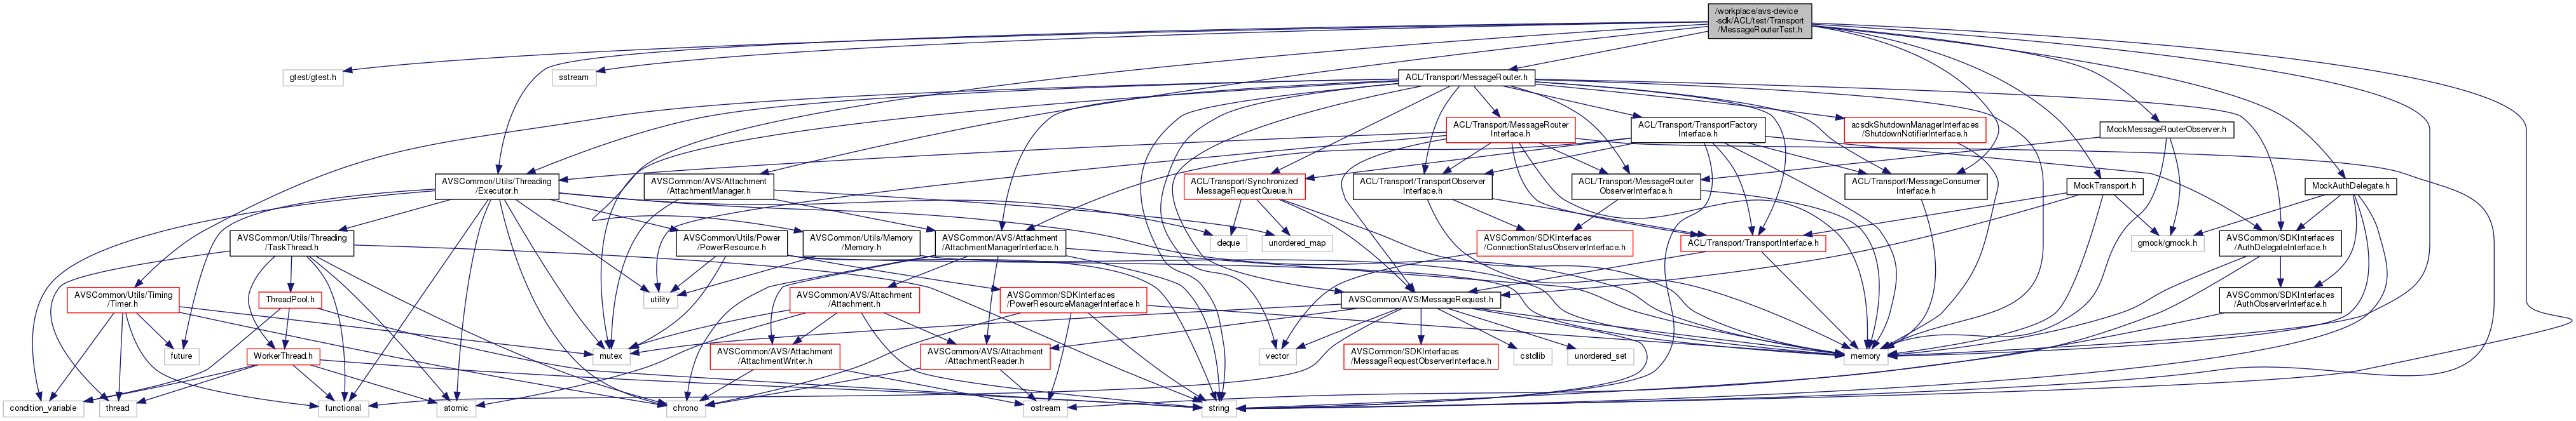 /workplace/avs-device
-sdk/ACL/test/Transport
/MessageRouterTest.h
gtest/gtest.h
sstream
ACL/Transport/MessageRouter.h
ACL/Transport/MessageRouter
Interface.h
ACL/Transport/TransportFactory
Interface.h
acsdkShutdownManagerInterfaces
/ShutdownNotifierInterface.h
MockMessageRouterObserver.h
AVSCommon/Utils/Threading
/Executor.h
AVSCommon/AVS/Attachment
/AttachmentManager.h
ACL/Transport/Synchronized
MessageRequestQueue.h
ACL/Transport/TransportObserver
Interface.h
ACL/Transport/MessageRouter
ObserverInterface.h
ACL/Transport/MessageConsumer
Interface.h
MockTransport.h
MockAuthDelegate.h
AVSCommon/Utils/Threading
/TaskThread.h
AVSCommon/Utils/Power
/PowerResource.h
AVSCommon/Utils/Memory
/Memory.h
AVSCommon/AVS/Attachment
/AttachmentManagerInterface.h
deque
unordered_map
AVSCommon/SDKInterfaces
/ConnectionStatusObserverInterface.h
ACL/Transport/TransportInterface.h
gmock/gmock.h
AVSCommon/SDKInterfaces
/AuthDelegateInterface.h
AVSCommon/Utils/Timing
/Timer.h
ThreadPool.h
utility
AVSCommon/AVS/Attachment
/Attachment.h
AVSCommon/SDKInterfaces
/PowerResourceManagerInterface.h
AVSCommon/AVS/MessageRequest.h
AVSCommon/SDKInterfaces
/AuthObserverInterface.h
future
WorkerThread.h
mutex
AVSCommon/AVS/Attachment
/AttachmentWriter.h
AVSCommon/AVS/Attachment
/AttachmentReader.h
vector
AVSCommon/SDKInterfaces
/MessageRequestObserverInterface.h
cstdlib
unordered_set
memory
condition_variable
thread
functional
atomic
chrono
ostream
string